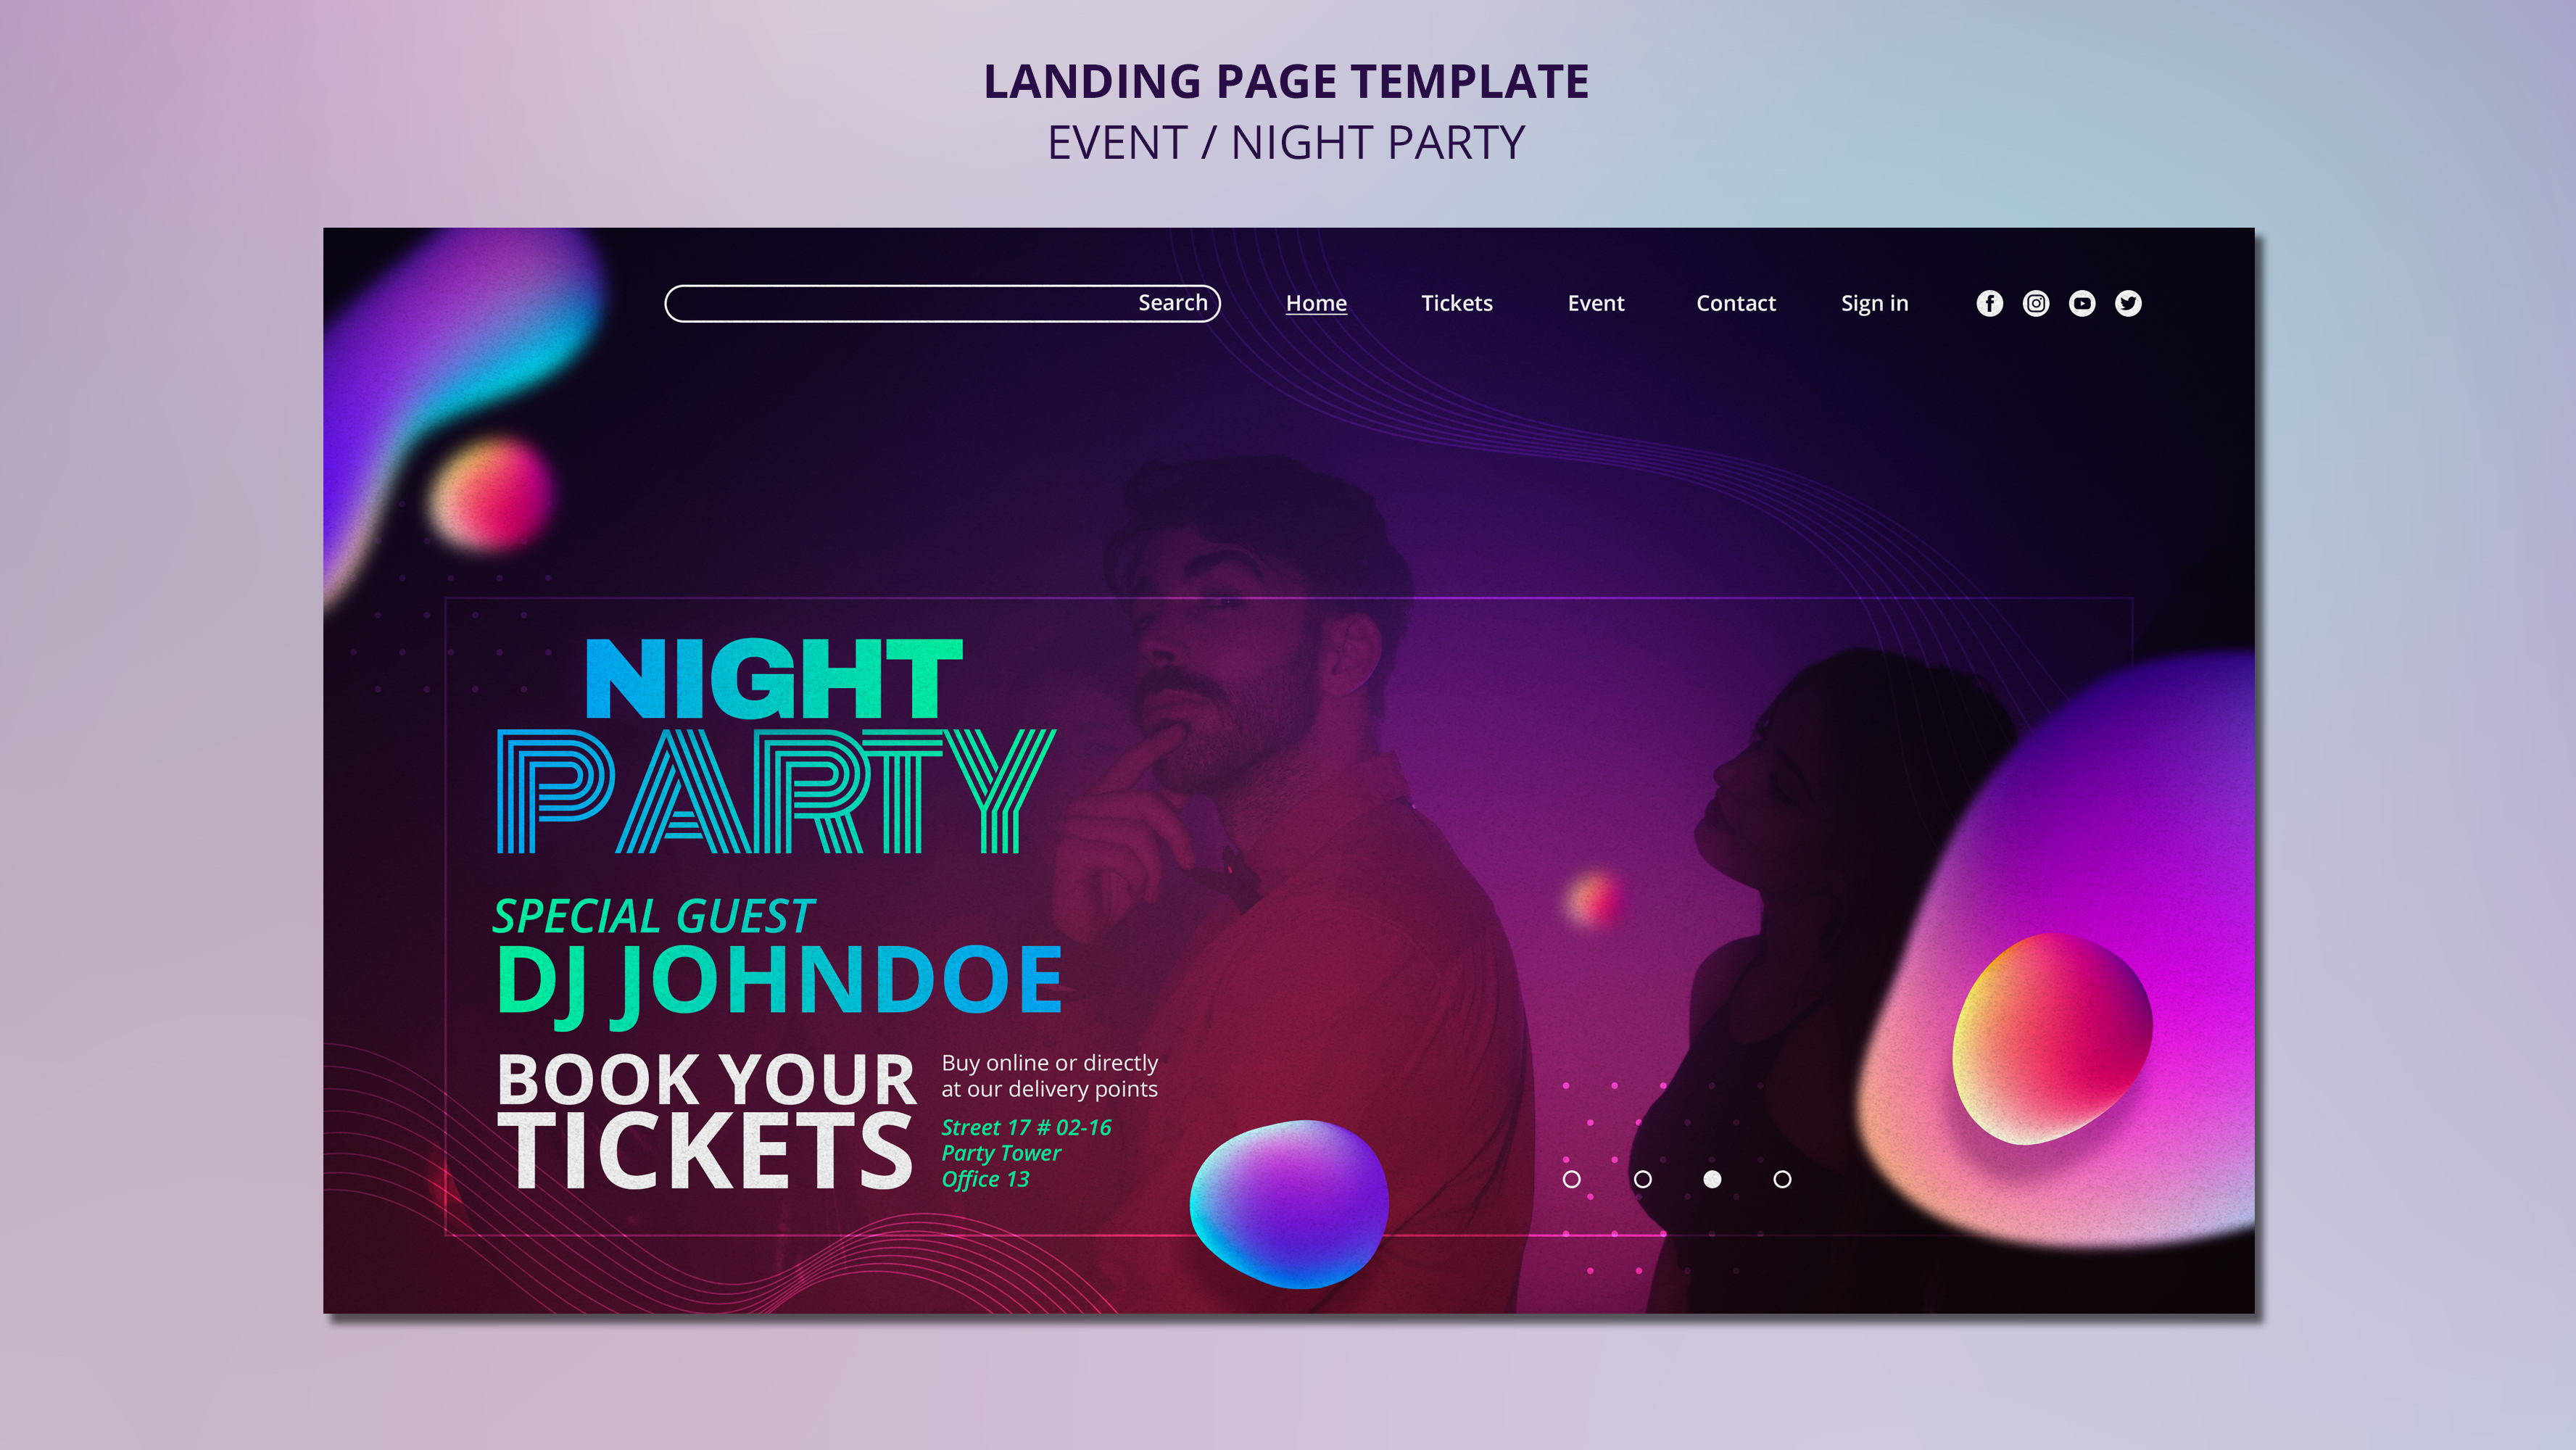 LANDING PAGE TEMPLATE
EVENT / NIGHT PARTY
Search
Home
Tickets
Event
Contact
Sign in
NIGHT
PARTY
SPECIAL GUEST
DJ JOHNDOE
BOOK YOUR
TICKETS
Buy online or directly
at our delivery points
Street 17 # 02-16
Party Tower
Office 13